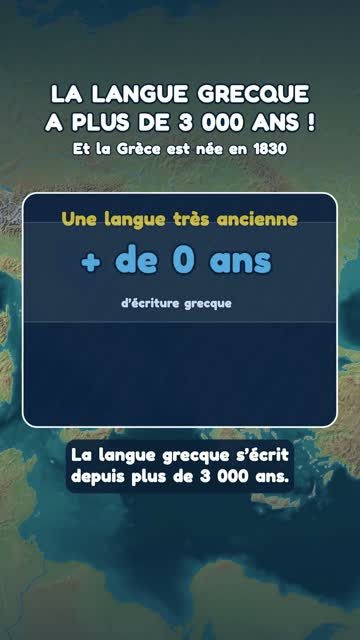 LA LANGUE GRECQUE
A PLUS DE 3 000 ANS !
Et la Grèce est née en 1830
Une langue très ancienne
+ de 0 ans
d'écriture grecque
La langue grecque s'écrit
depuis plus de 3 000 ans.